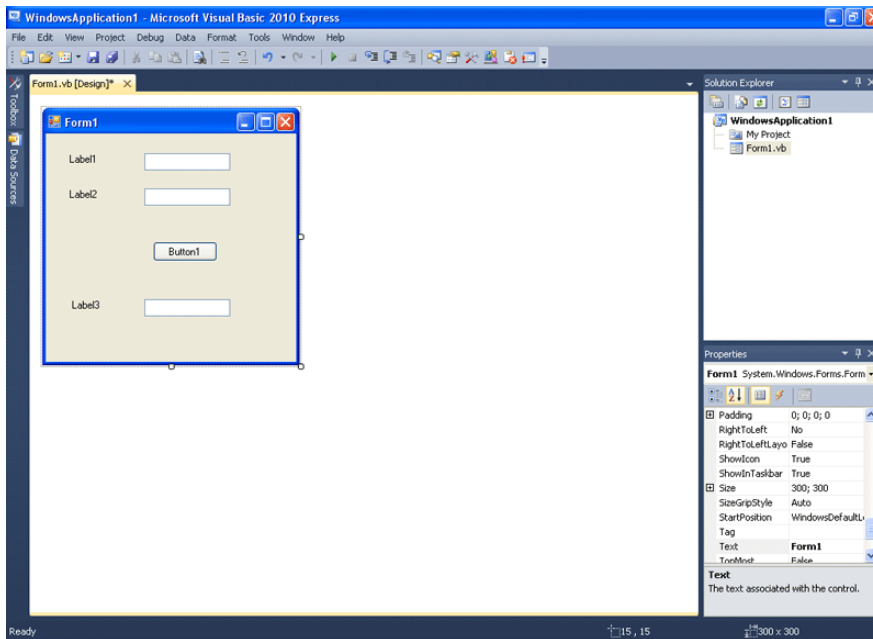 WindowsApplication1 - Microsoft Visual Basic 2010 Express
File Edit View Project Debug Data Format Tools Window Help
Toolbox
Data Sources
Form1.vb [Design]*
Form1
Label1
Label2
Button1
Label3
Solution Explorer
WindowsApplication1
My Project
Form1.vb
Properties
Form1 System.Windows.Forms.Form
Padding 0; 0; 0; 0
RightToLeft No
RightToLeftLayo False
ShowIcon True
ShowInTaskbar True
Size 300; 300
SizeGripStyle Auto
StartPosition WindowsDefaultL
Tag
Text Form1
TopMost False
Text
The text associated with the control.
Ready 15 , 15 300 x 300